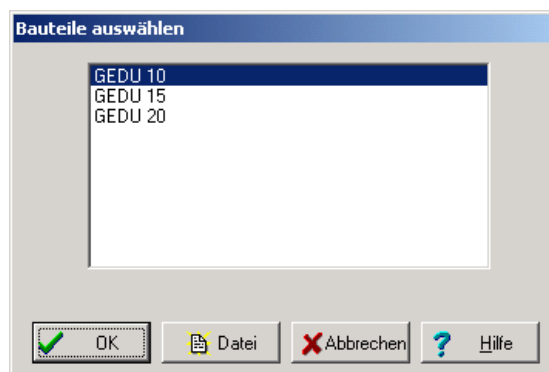 Bauteile auswählen
GEDU 10
GEDU 15
GEDU 20
OK Datei Abbrechen Hilfe